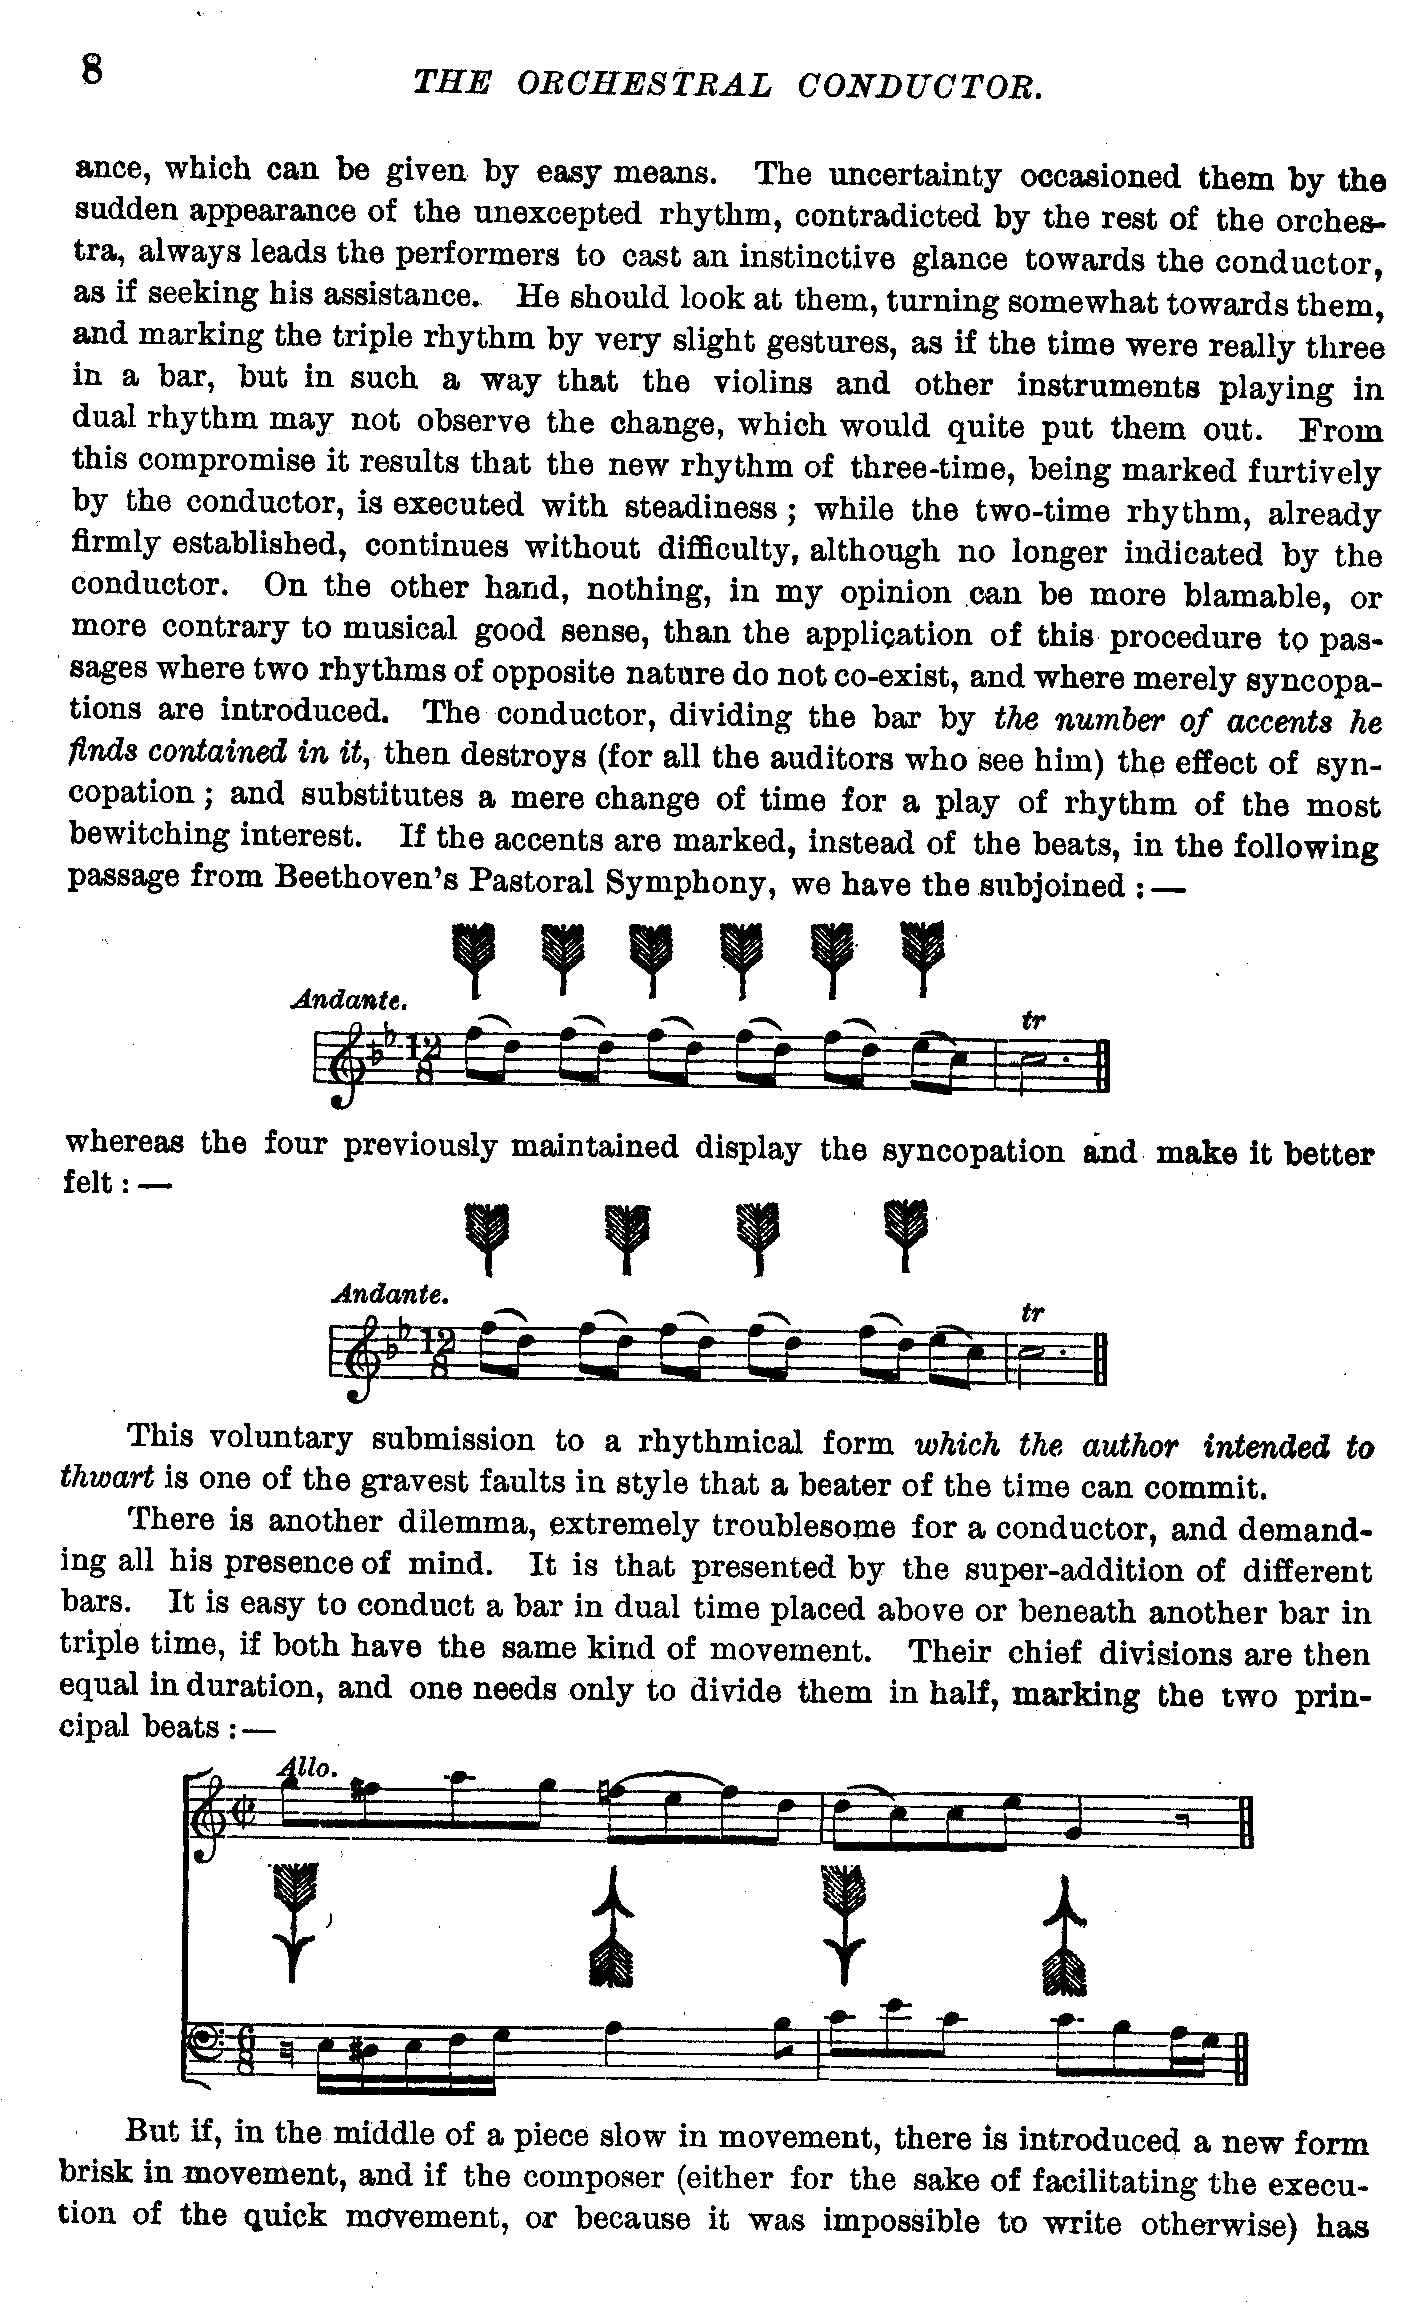 8
THE ORCHESTRAL CONDUCTOR.
ance, which can be given by easy means. The uncertainty occasioned them by the
sudden appearance of the unexcepted rhythm, contradicted by the rest of the orches-
tra, always leads the performers to cast an instinctive glance towards the conductor,
as if seeking his assistance. He should look at them, turning somewhat towards them,
and marking the triple rhythm by very slight gestures, as if the time were really three
in a bar, but in such a way that the violins and other instruments playing in
dual rhythm may not observe the change, which would quite put them out. From
this compromise it results that the new rhythm of three-time, being marked furtively
by the conductor, is executed with steadiness ; while the two-time rhythm, already
firmly established, continues without difficulty, although no longer indicated by the
conductor. On the other hand, nothing, in my opinion can be more blamable, or
more contrary to musical good sense, than the application of this procedure to pas-
sages where two rhythms of opposite nature do not co-exist, and where merely syncopa-
tions are introduced. The conductor, dividing the bar by the number of accents he
finds contained in it, then destroys (for all the auditors who see him) the effect of syn-
copation ; and substitutes a mere change of time for a play of rhythm of the most
bewitching interest. If the accents are marked, instead of the beats, in the following
passage from Beethoven's Pastoral Symphony, we have the subjoined :—
Andante.
tr
12
8
whereas the four previously maintained display the syncopation and make it better
felt :—
Andante.
tr
12
8
This voluntary submission to a rhythmical form which the author intended to
thwart is one of the gravest faults in style that a beater of the time can commit.
There is another dilemma, extremely troublesome for a conductor, and demand-
ing all his presence of mind. It is that presented by the super-addition of different
bars. It is easy to conduct a bar in dual time placed above or beneath another bar in
triple time, if both have the same kind of movement. Their chief divisions are then
equal in duration, and one needs only to divide them in half, marking the two prin-
cipal beats :—
Allo.
6
8
But if, in the middle of a piece slow in movement, there is introduced a new form
brisk in movement, and if the composer (either for the sake of facilitating the execu-
tion of the quick movement, or because it was impossible to write otherwise) has